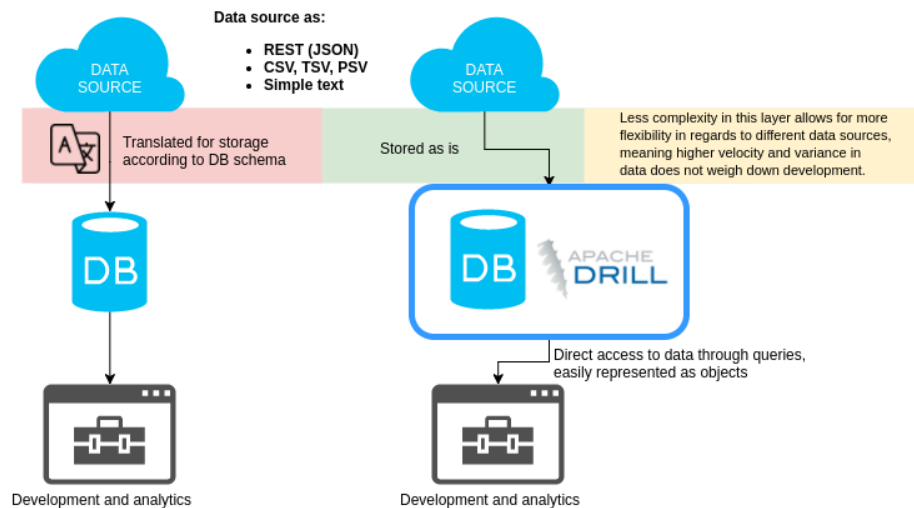 Data source as:
REST (JSON)
CSV, TSV, PSV
Simple text
DATA
SOURCE
DATA
SOURCE
A 文
Translated for storage
according to DB schema
Stored as is
Less complexity in this layer allows for more
flexibility in regards to different data sources,
meaning higher velocity and variance in
data does not weigh down development.
DB
DB
APACHE
DRILL
Direct access to data through queries,
easily represented as objects
Development and analytics
Development and analytics